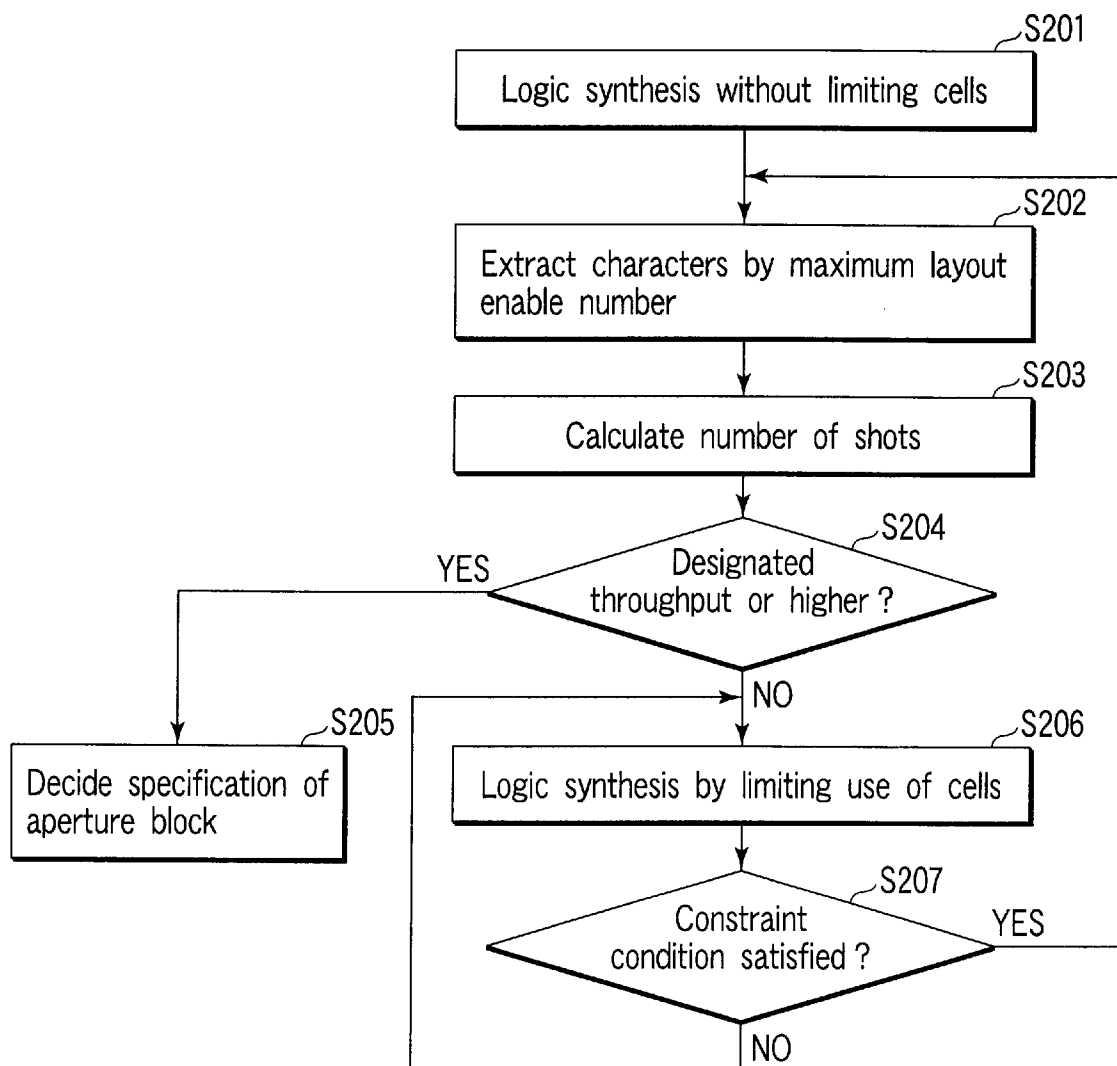 S201
Logic synthesis without limiting cells
S202
Extract characters by maximum layout
enable number
S203
Calculate number of shots
S204
Designated
throughput or higher ?
YES
NO
S205
Decide specification of
aperture block
S206
Logic synthesis by limiting use of cells
S207
Constraint
condition satisfied ?
YES
NO